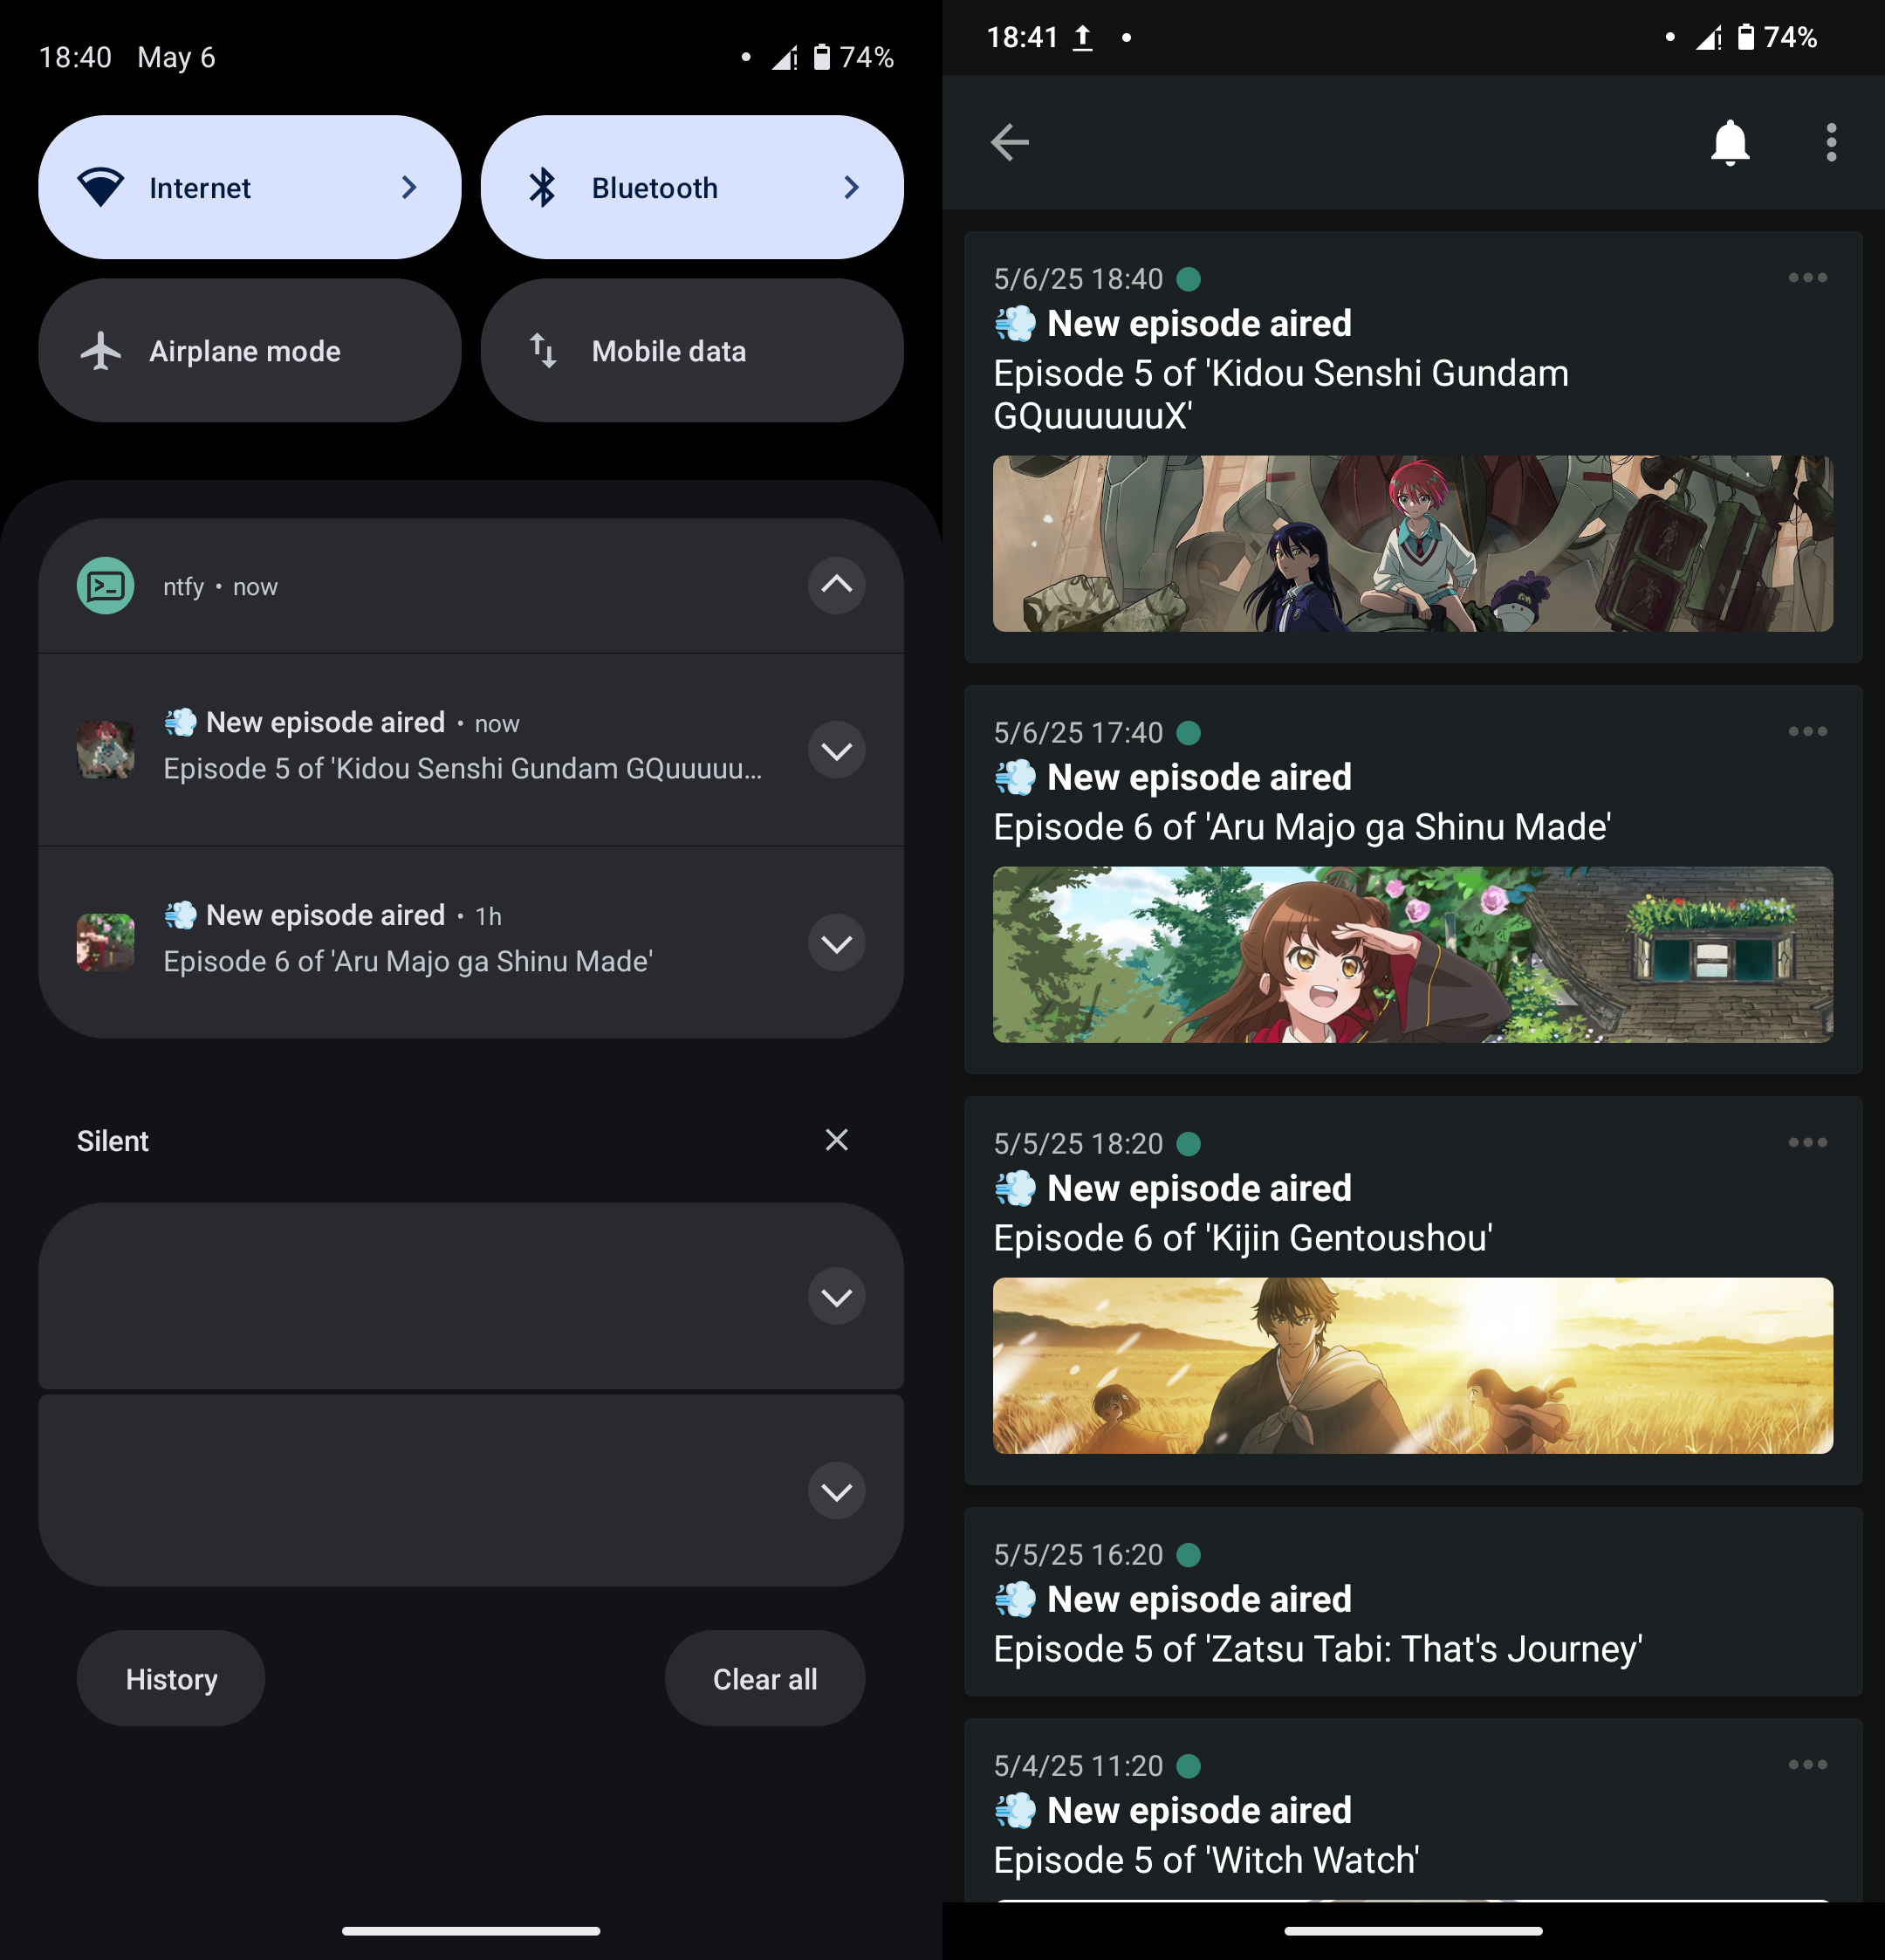 18:40 May 6
74%
Internet
Bluetooth
Airplane mode
Mobile data
ntfy • now
💨 New episode aired • now
Episode 5 of 'Kidou Senshi Gundam GQuuuuu...
💨 New episode aired • 1h
Episode 6 of 'Aru Majo ga Shinu Made'
Silent
History
Clear all
18:41
74%
5/6/25 18:40
💨 New episode aired
Episode 5 of 'Kidou Senshi Gundam
GQuuuuuuX'
5/6/25 17:40
💨 New episode aired
Episode 6 of 'Aru Majo ga Shinu Made'
5/5/25 18:20
💨 New episode aired
Episode 6 of 'Kijin Gentoushou'
5/5/25 16:20
💨 New episode aired
Episode 5 of 'Zatsu Tabi: That's Journey'
5/4/25 11:20
💨 New episode aired
Episode 5 of 'Witch Watch'